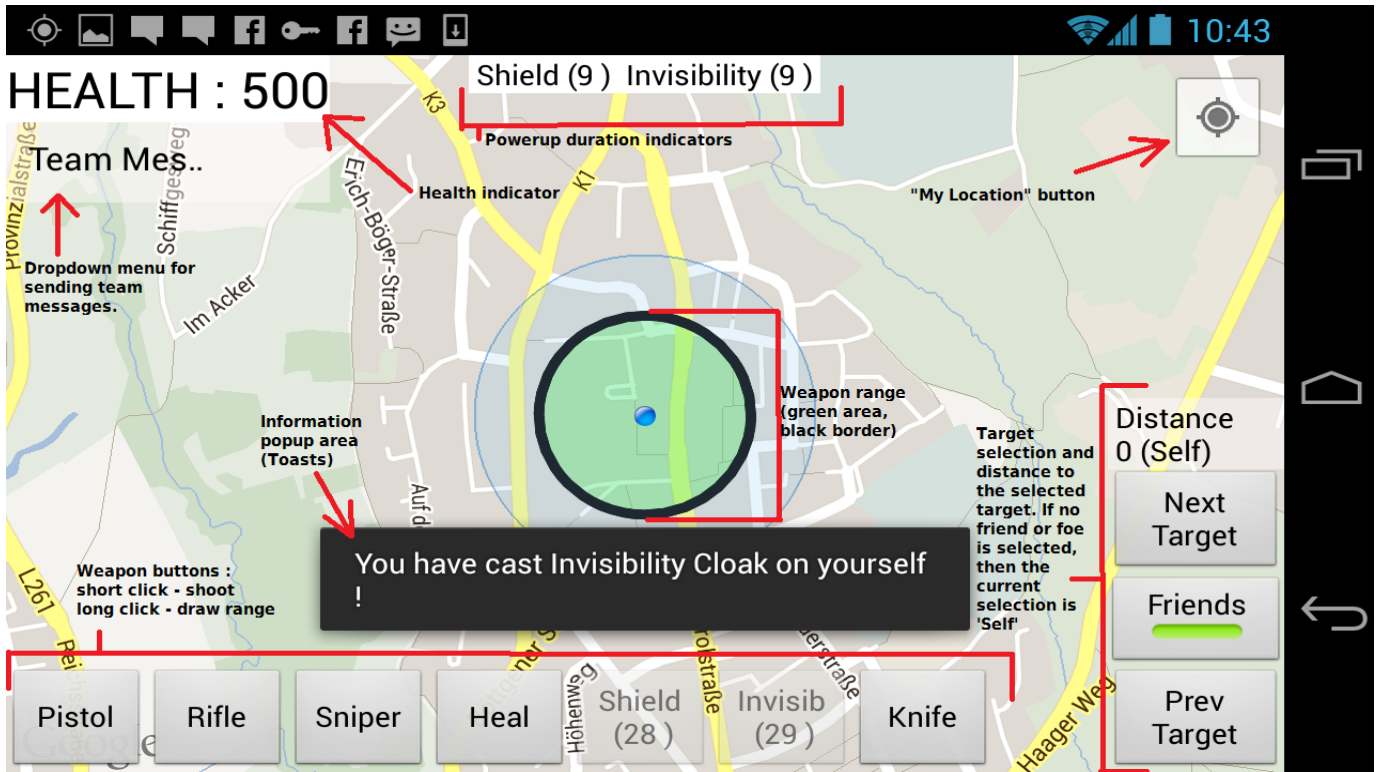 10:43
HEALTH : 500
Shield (9 )  Invisibility (9 )
K3
Powerup duration indicators
Team Mes..
Health indicator
K1
"My Location" button
Provinzialstraße
Schiffgesweg
Erich-Böger-Straße
Dropdown menu for
sending team
messages.
Im Acker
Weapon range
(green area,
black border)
Information
popup area
(Toasts)
Auf d
Target
selection and
distance to
the selected
target. If no
friend or foe
is selected,
then the
current
selection is
'Self'
Distance
0 (Self)
Next
Target
Friends
Prev
Target
You have cast Invisibility Cloak on yourself
!
Weapon buttons :
short click - shoot
long click - draw range
L261
Höhenweg
Haager Weg
Pistol
Rifle
Sniper
Heal
Shield
(28 )
Invisib
(29 )
Knife
Google